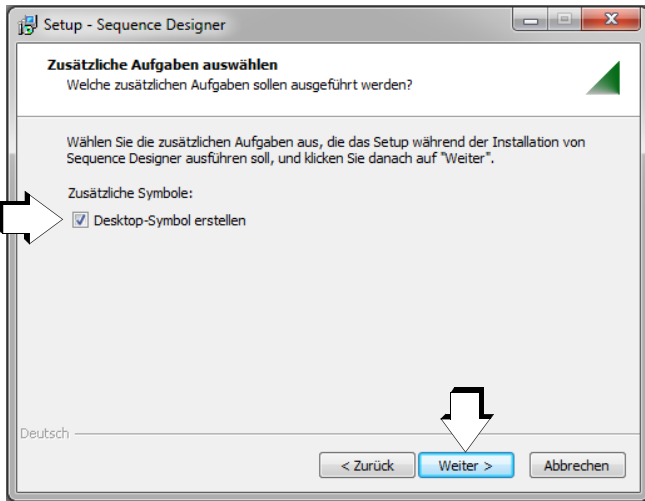 Setup - Sequence Designer
Zusätzliche Aufgaben auswählen
Welche zusätzlichen Aufgaben sollen ausgeführt werden?
Wählen Sie die zusätzlichen Aufgaben aus, die das Setup während der Installation von
Sequence Designer ausführen soll, und klicken Sie danach auf "Weiter".
Zusätzliche Symbole:
Desktop-Symbol erstellen
Deutsch
< Zurück Weiter > Abbrechen